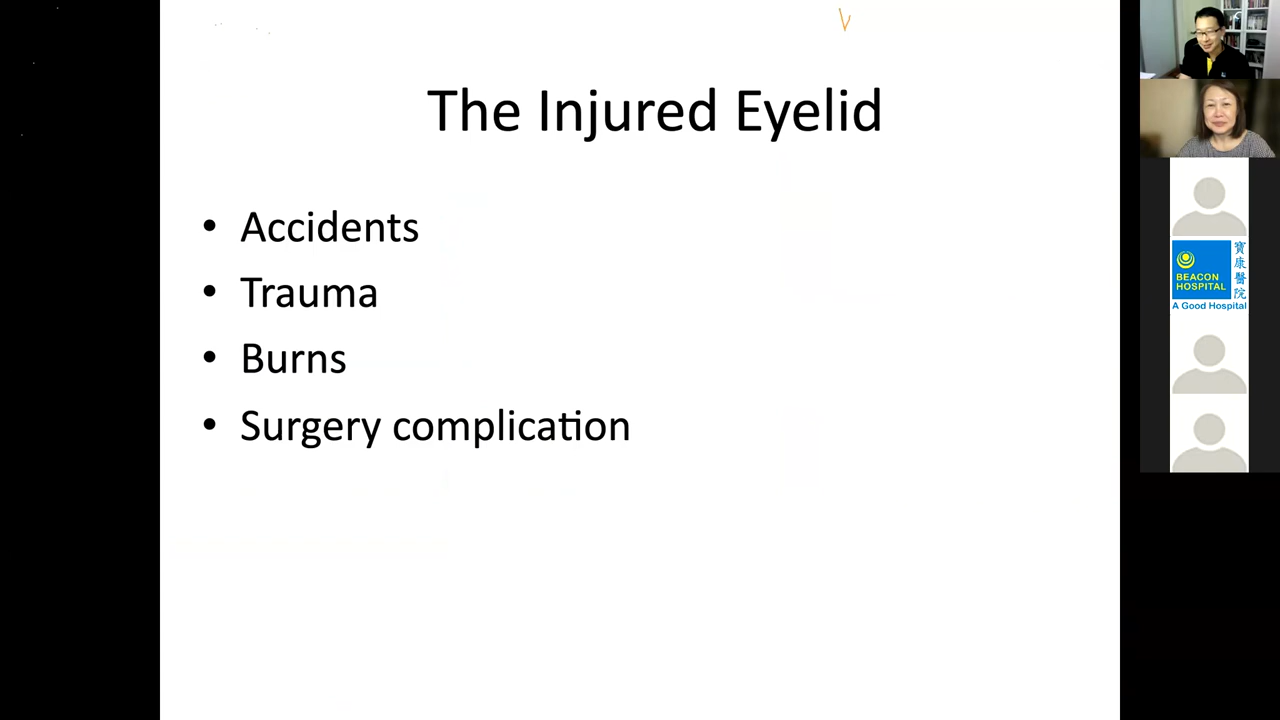 The Injured Eyelid
• Accidents
• Trauma
• Burns
• Surgery complication
BEACON
HOSPITAL
寶康醫院
A Good Hospital